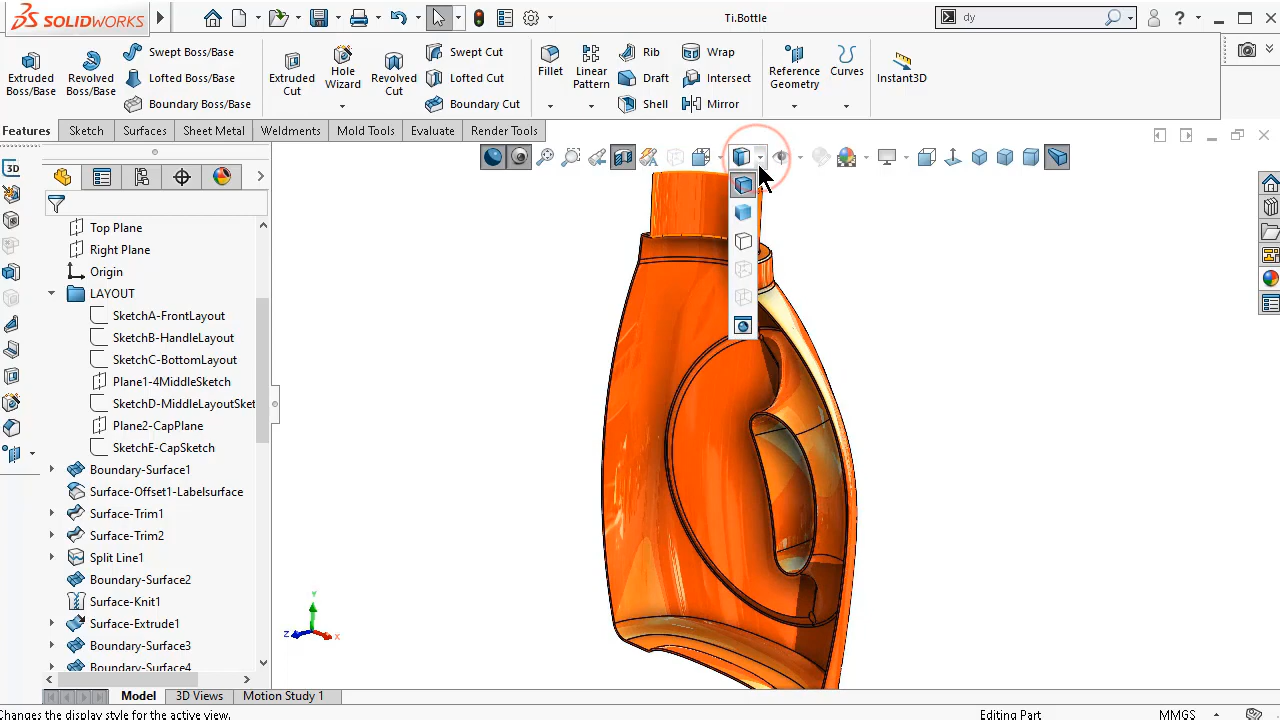 SOLIDWORKS
Ti.Bottle
dy
Extruded
Boss/Base
Revolved
Boss/Base
Swept Boss/Base
Lofted Boss/Base
Boundary Boss/Base
Extruded
Cut
Hole
Wizard
Revolved
Cut
Swept Cut
Lofted Cut
Boundary Cut
Fillet
Linear
Pattern
Rib
Draft
Shell
Wrap
Intersect
Mirror
Reference
Geometry
Curves
Instant3D
Features
Sketch
Surfaces
Sheet Metal
Weldments
Mold Tools
Evaluate
Render Tools
3D
Top Plane
Right Plane
Origin
LAYOUT
SketchA-FrontLayout
SketchB-HandleLayout
SketchC-BottomLayout
Plane1-4MiddleSketch
SketchD-MiddleLayoutSket
Plane2-CapPlane
SketchE-CapSketch
Boundary-Surface1
Surface-Offset1-Labelsurface
Surface-Trim1
Surface-Trim2
Split Line1
Boundary-Surface2
Surface-Knit1
Surface-Extrude1
Boundary-Surface3
Boundary-Surface4
Y
Z
X
Model
3D Views
Motion Study 1
Changes the display style for the active view.
Editing Part
MMGS